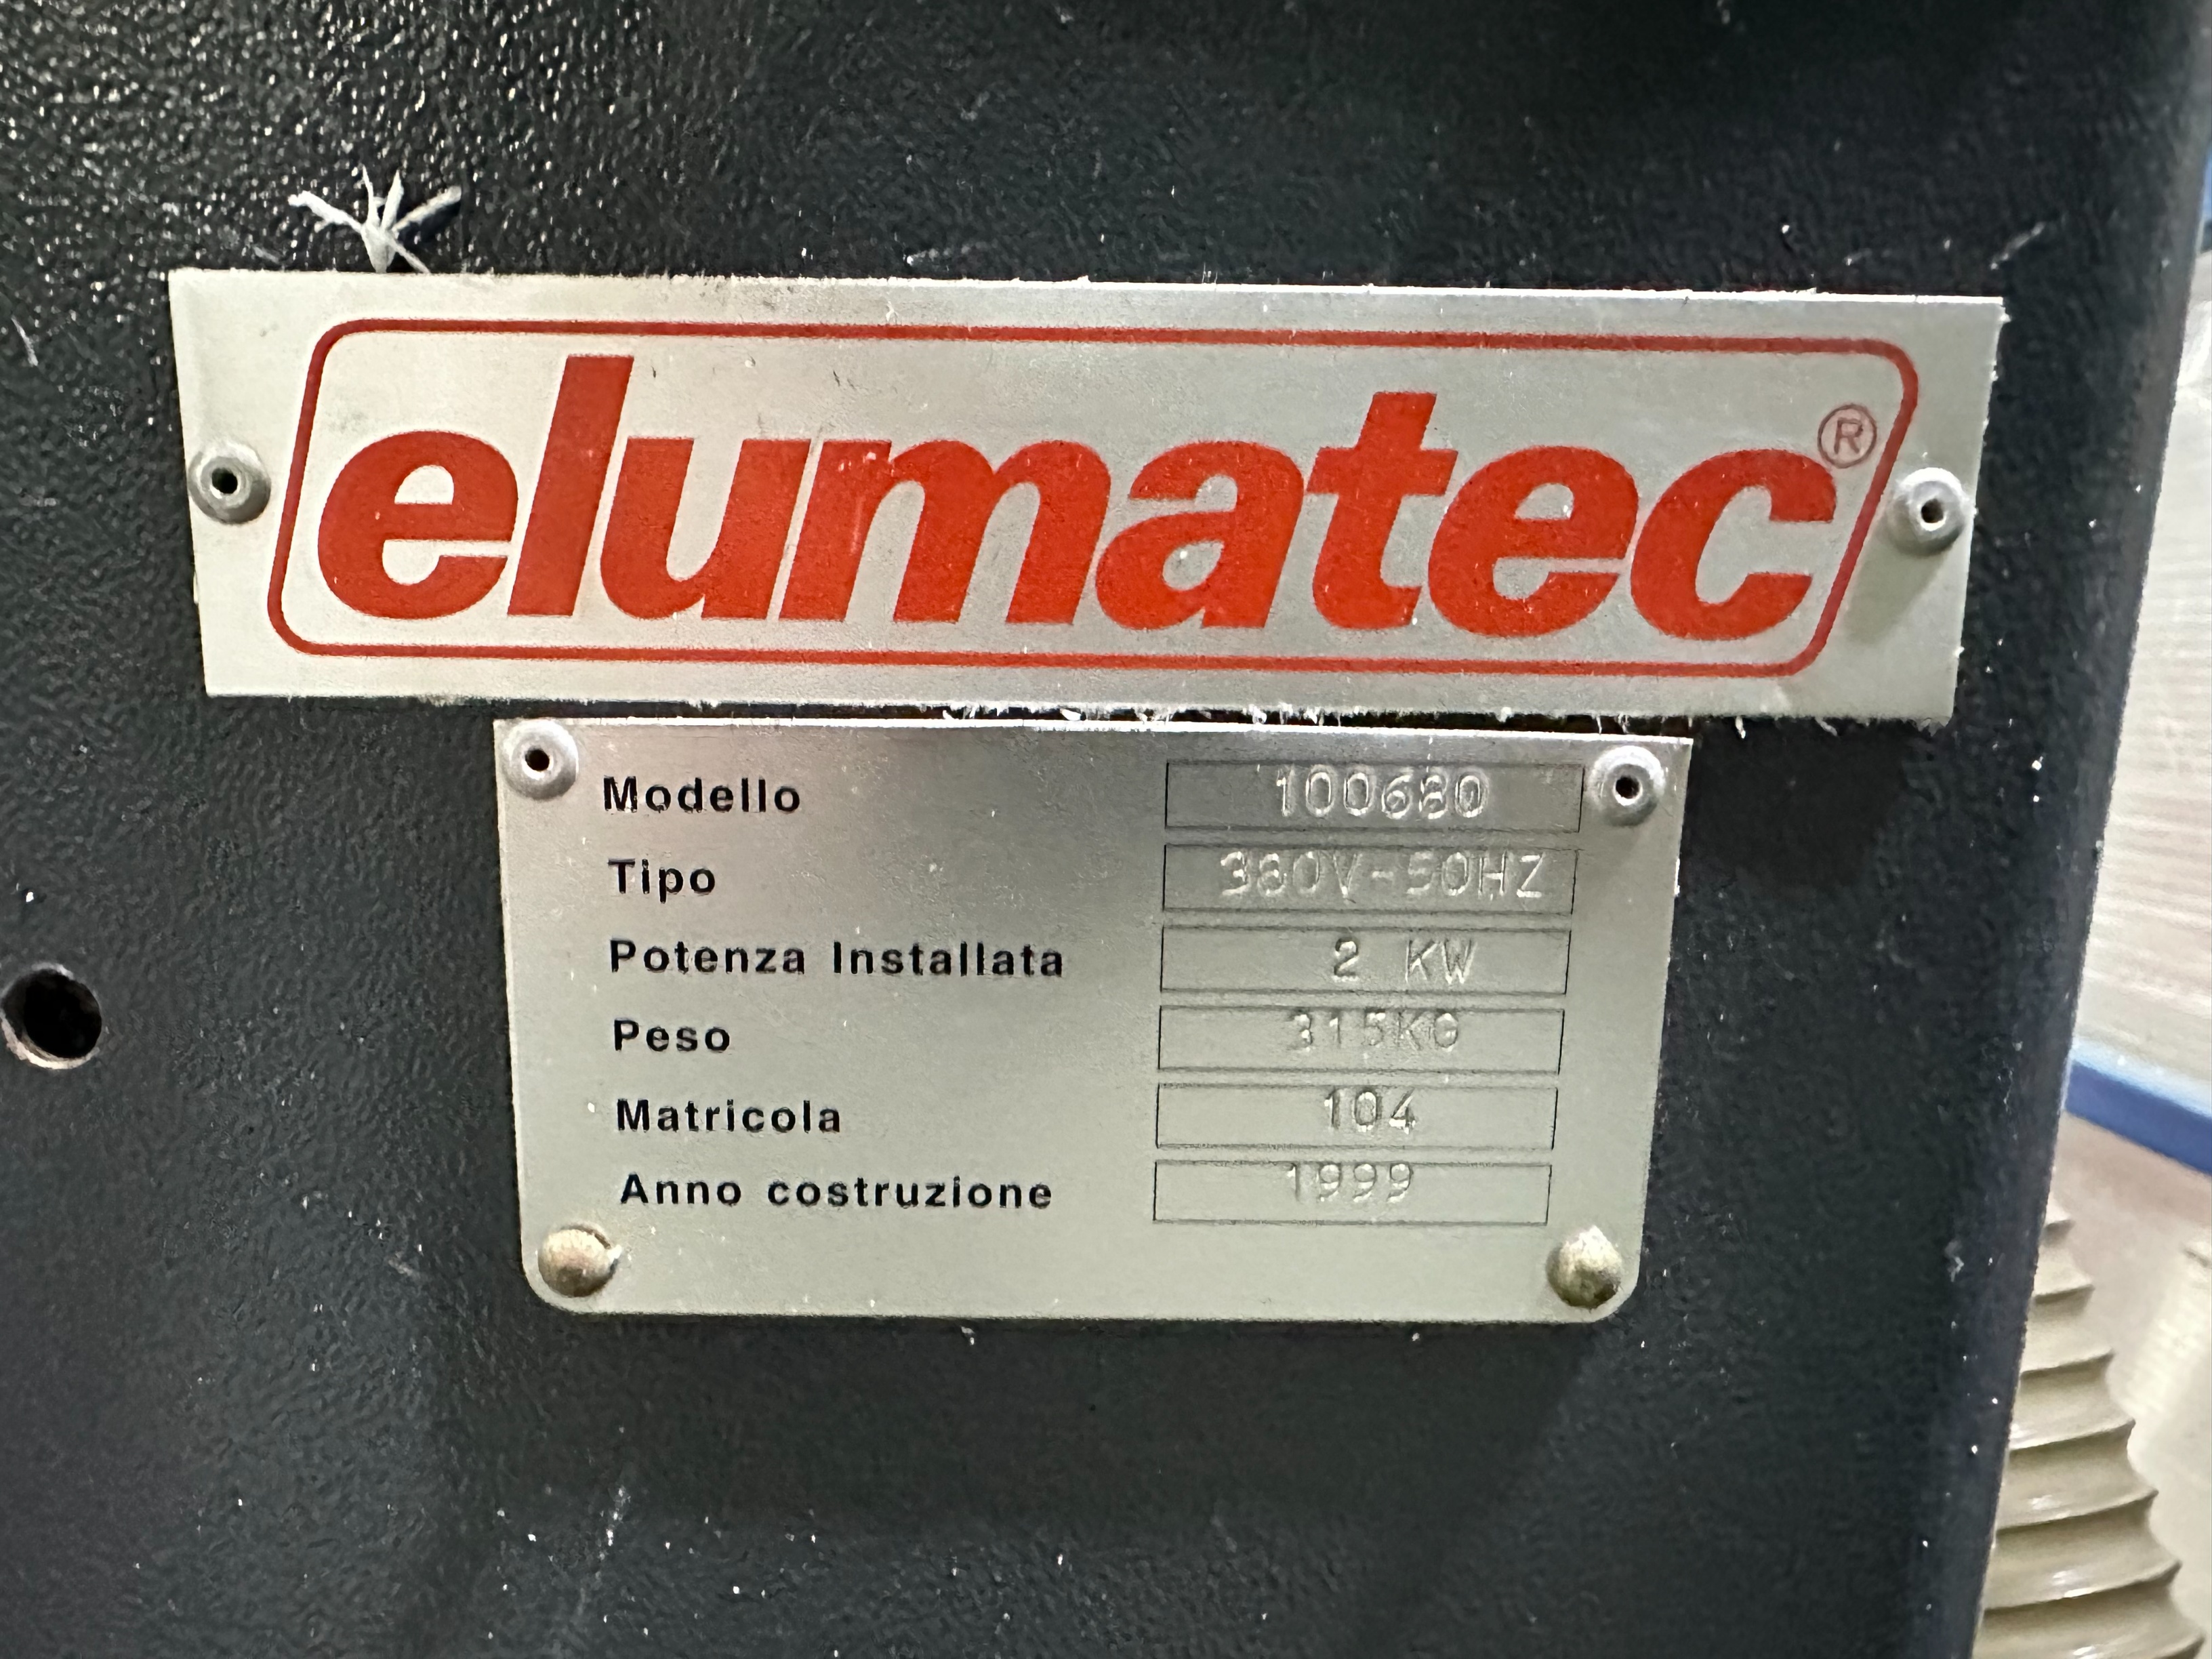 elumatec®
Modello 100680
Tipo 380V-50HZ
Potenza Installata 2 KW
Peso 315KG
Matricola 104
Anno costruzione 1999